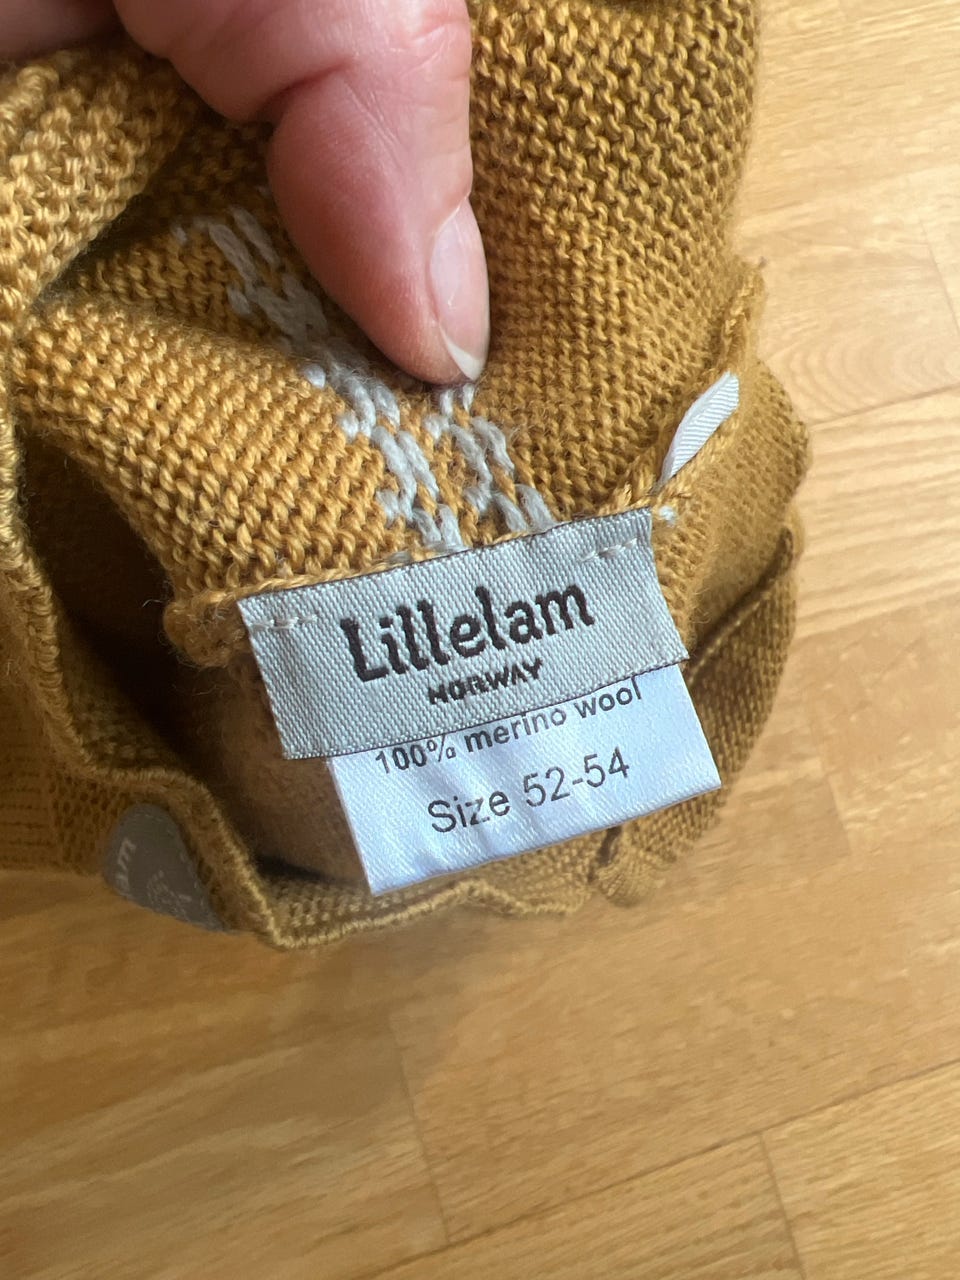 Lillelam
NORWAY
100% merino wool
Size 52-54